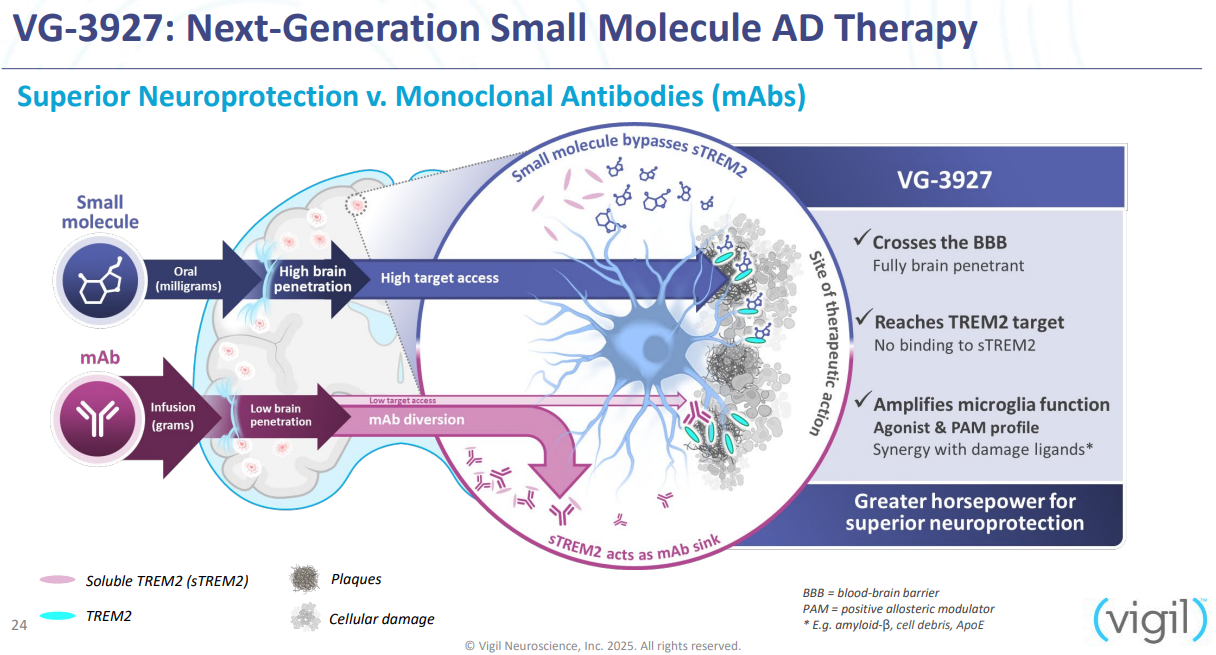 VG-3927: Next-Generation Small Molecule AD Therapy
Superior Neuroprotection v. Monoclonal Antibodies (mAbs)
Small
molecule
Oral
(milligrams)
High brain
penetration
High target access
mAb
Infusion
(grams)
Low brain
penetration
Low target access
mAb diversion
Small molecule bypasses sTREM2
Site of therapeutic action
sTREM2 acts as mAb sink
VG-3927
✓Crosses the BBB
Fully brain penetrant
✓Reaches TREM2 target
No binding to sTREM2
✓Amplifies microglia function
Agonist & PAM profile
Synergy with damage ligands*
Greater horsepower for
superior neuroprotection
Soluble TREM2 (sTREM2)
TREM2
Plaques
Cellular damage
BBB = blood-brain barrier
PAM = positive allosteric modulator
* E.g. amyloid-β, cell debris, ApoE
24
© Vigil Neuroscience, Inc. 2025. All rights reserved.
(vigil)™